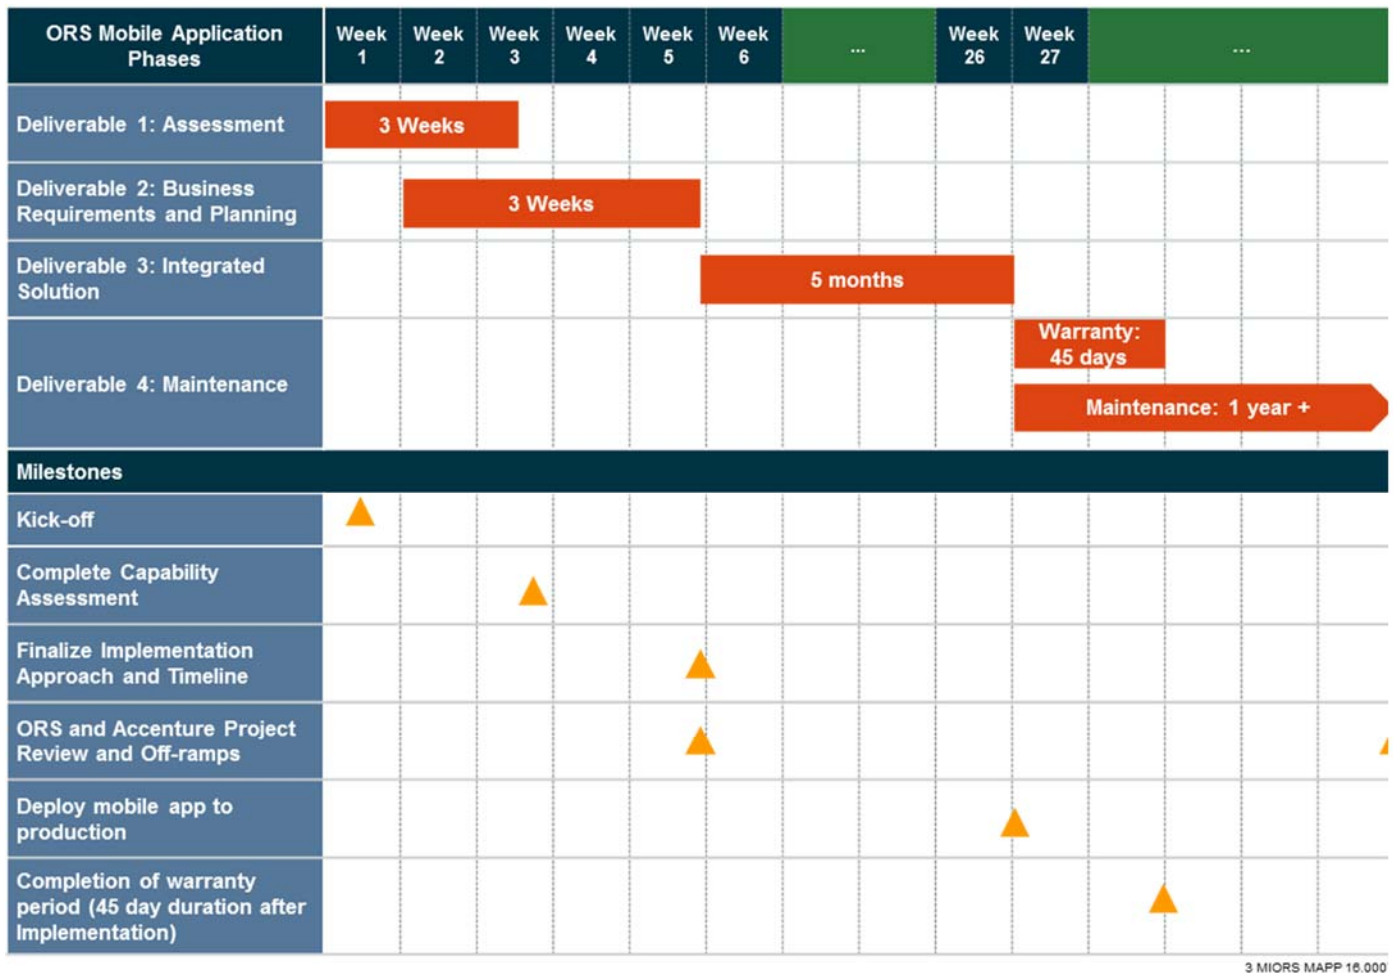 ORS Mobile Application
Phases
Week
1
Week
2
Week
3
Week
4
Week
5
Week
6
...
Week
26
Week
27
...
Deliverable 1: Assessment
3 Weeks
Deliverable 2: Business
Requirements and Planning
3 Weeks
Deliverable 3: Integrated
Solution
5 months
Deliverable 4: Maintenance
Warranty:
45 days
Maintenance: 1 year +
Milestones
Kick-off
Complete Capability
Assessment
Finalize Implementation
Approach and Timeline
ORS and Accenture Project
Review and Off-ramps
Deploy mobile app to
production
Completion of warranty
period (45 day duration after
Implementation)
3 MIORS MAPP 16.000